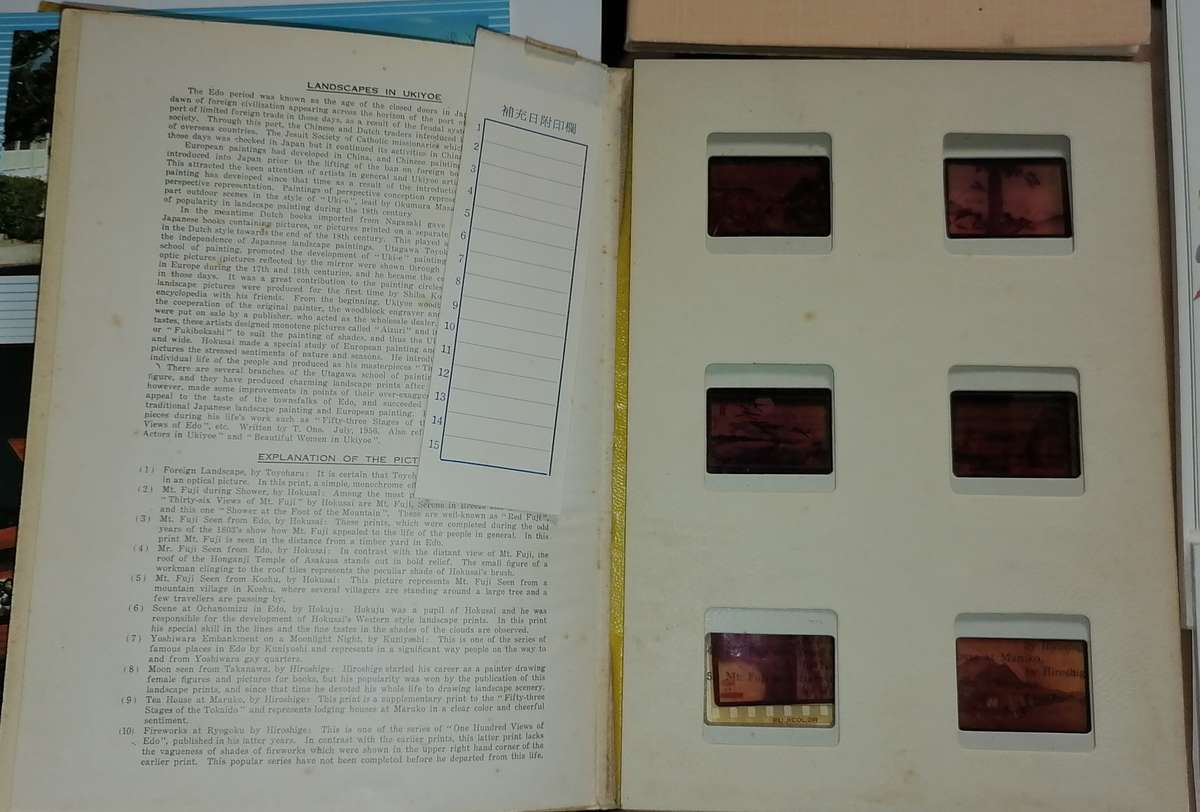 LANDSCAPES IN UKIYOE
The Edo period was known as the age of the closed doors in
dawn of foreign civilisation appearing across the horizon of the port
port of limited foreign trade in those days, as a result of the feudal
society. Through this port, the Chinese and Dutch traders introduced
of overseas countries. The Jesuit Society of Catholic missionaries
those days was checked in Japan but it continued its activities in
European paintings had developed in China, and Chinese
introduced into Japan prior to the lifting of the ban on foreign
This attracted the keen attention of artists in general and Ukiyoe
painting has developed since that time as a result of the
perspective representation. Paintings of perspective conception
part outdoor scenes in the style of "Uki-e", lead by Okumura
of popularity in landscape painting during the 18th century.
In the meantime Dutch books imported from Nagasaki gave
Japanese books containing pictures, or pictures printed on a separate
in the Dutch style towards the end of the 18th century. This played
the independence of Japanese landscape paintings. Utagawa
school of painting, promoted the development of "Uki-e"
optic pictures (pictures reflected by the mirror were shown through
in Europe during the 17th and 18th centuries, and he became the
in those days. It was a great contribution to the painting circles
landscape pictures were produced for the first time by Shiba
encyclopedia with his friends. From the beginning, Ukiyoe
the cooperation of the original painter, the woodblock engraver and
were put on sale by a publisher, who acted as the wholesale dealer.
tastes, these artists designed monotone pictures called "Aizuri" and
or "Fukibokashi" to suit the painting of shades, and thus the
and wide. Hokusai made a special study of European painting and
pictures the stressed sentiments of nature and seasons. He
individual life of the people and produced as his masterpieces
There are several branches of the Utagawa school of
figure, and they have produced charming landscape prints after
however, made some improvements in points of their
appeal to the taste of the townsfalks of Edo, and succeeded
traditional Japanese landscape painting and European painting.
pieces during his life's work such as "Fifty-three Stages of
Views of Edo", etc. Written by T. Ono, July, 1956. Also
Actors in Ukiyoe" and "Beautiful Women in Ukiyoe".
EXPLANATION OF THE
(1) Foreign Landscape, by Toyoharu: It is certain that
in an optical picture. In this print, a simple, monochrome
(2) Mt. Fuji during Shower, by Hokusai: Among the most
"Thirty-six Views of Mt. Fuji" by Hokusai are Mt. Fuji, Serene in Breeze
and this one "Shower at the Foot of the Mountain". These are well-known as "Red Fuji",
(3) Mt. Fuji Seen from Edo, by Hokusai: These prints, which were completed during the odd
years of the 1803's show how Mt. Fuji appealed to the life of the people in general. In this
print Mt. Fuji is seen in the distance from a timber yard in Edo.
(4) Mr. Fuji Seen from Edo, by Hokusai: In contrast with the distant view of Mt. Fuji, the
roof of the Honganji Temple of Asakusa stands out in bold relief. The small figure of a
workman clinging to the roof tiles represents the peculiar shade of Hokusai's brush.
(5) Mt. Fuji Seen from Koshu, by Hokusai: This picture represents Mt. Fuji Seen from a
mountain village in Koshu, where several villagers are standing around a large tree and a
few travellers are passing by.
(6) Scene at Ochanomizu in Edo, by Hokuju: Hokuju was a pupil of Hokusai and he was
responsible for the development of Hokusai's Western style landscape prints. In this print
his special skill in the lines and the fine tastes in the shades of the clouds are observed.
(7) Yoshiwara Embankment on a Moonlight Night, by Kuniyoshi: This is one of the series of
famous places in Edo by Kuniyoshi and represents in a significant way people on the way to
and from Yoshiwara gay quarters.
(8) Moon seen from Takanawa, by Hiroshige: Hiroshige started his career as a painter drawing
female figures and pictures for books, but his popularity was won by the publication of this
landscape prints, and since that time he devoted his whole life to drawing landscape scenery.
(9) Tea House at Maruko, by Hiroshige: This print is a supplementary print to the "Fifty-three
Stages of the Tokaido" and represents lodging houses at Maruko in a clear color and cheerful
sentiment.
(10) Fireworks at Ryogoku by Hiroshige: This is one of the series of "One Hundred Views of
Edo", published in his latter years. In contrast with the earlier prints, this latter print lacks
the vagueness of shades of fireworks which were shown in the upper right hand corner of the
earlier print. This popular series have not been completed before he departed from this life.
補充日附印欄
1
2
3
4
5
6
7
8
9
10
11
12
13
14
15
5 Mt. Fuji
FUJICOLOR
at Maruko,
by Hiroshig